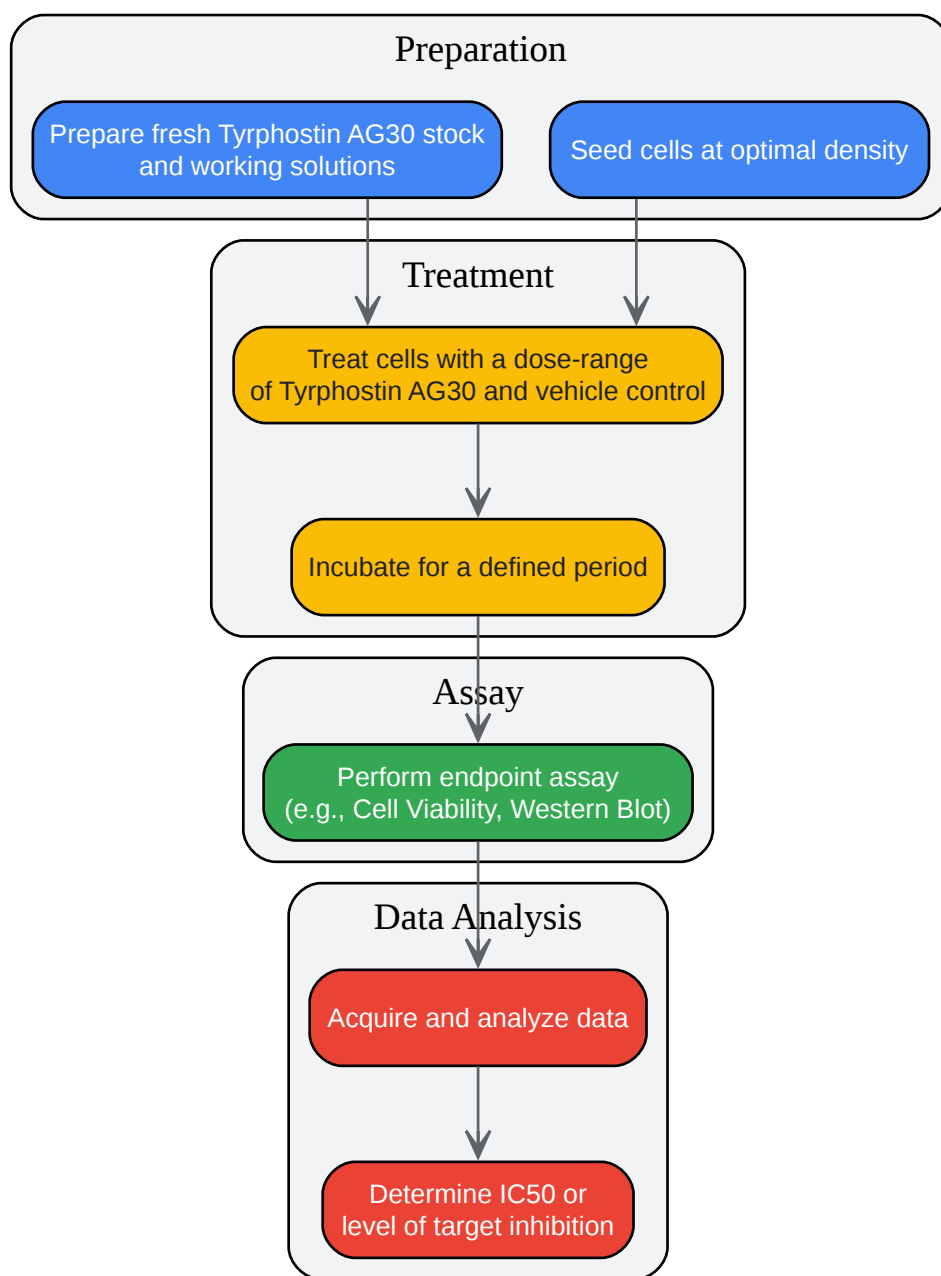 Preparation
Prepare fresh Tyrphostin AG30 stock
and working solutions
Seed cells at optimal density
Treatment
Treat cells with a dose-range
of Tyrphostin AG30 and vehicle control
Incubate for a defined period
Assay
Perform endpoint assay
(e.g., Cell Viability, Western Blot)
Data Analysis
Acquire and analyze data
Determine IC50 or
level of target inhibition